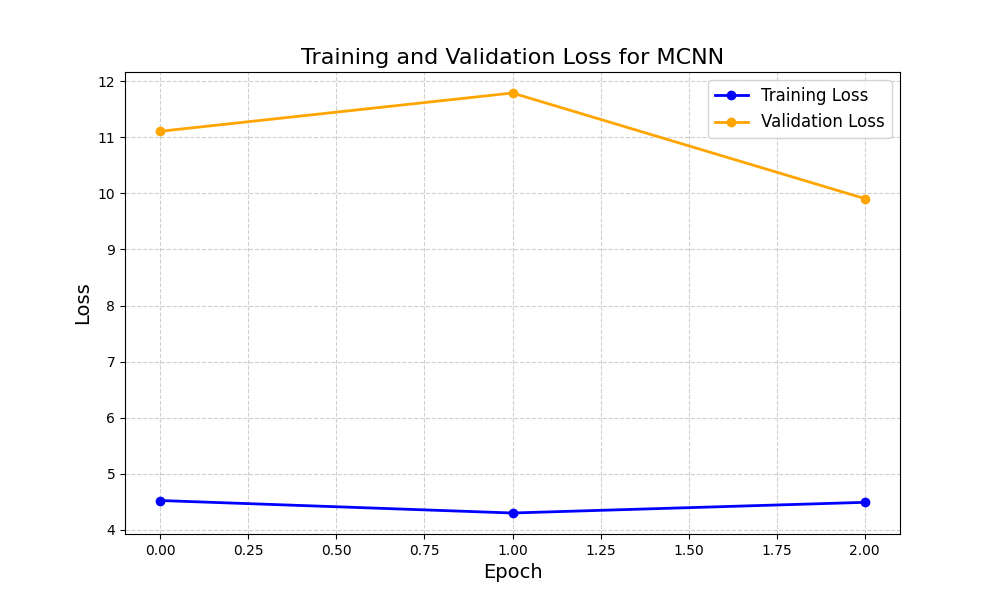 Training and Validation Loss for MCNN
Training Loss
Validation Loss
12
11
10
9
8
7
6
5
4
Loss
0.00 0.25 0.50 0.75 1.00 1.25 1.50 1.75 2.00
Epoch